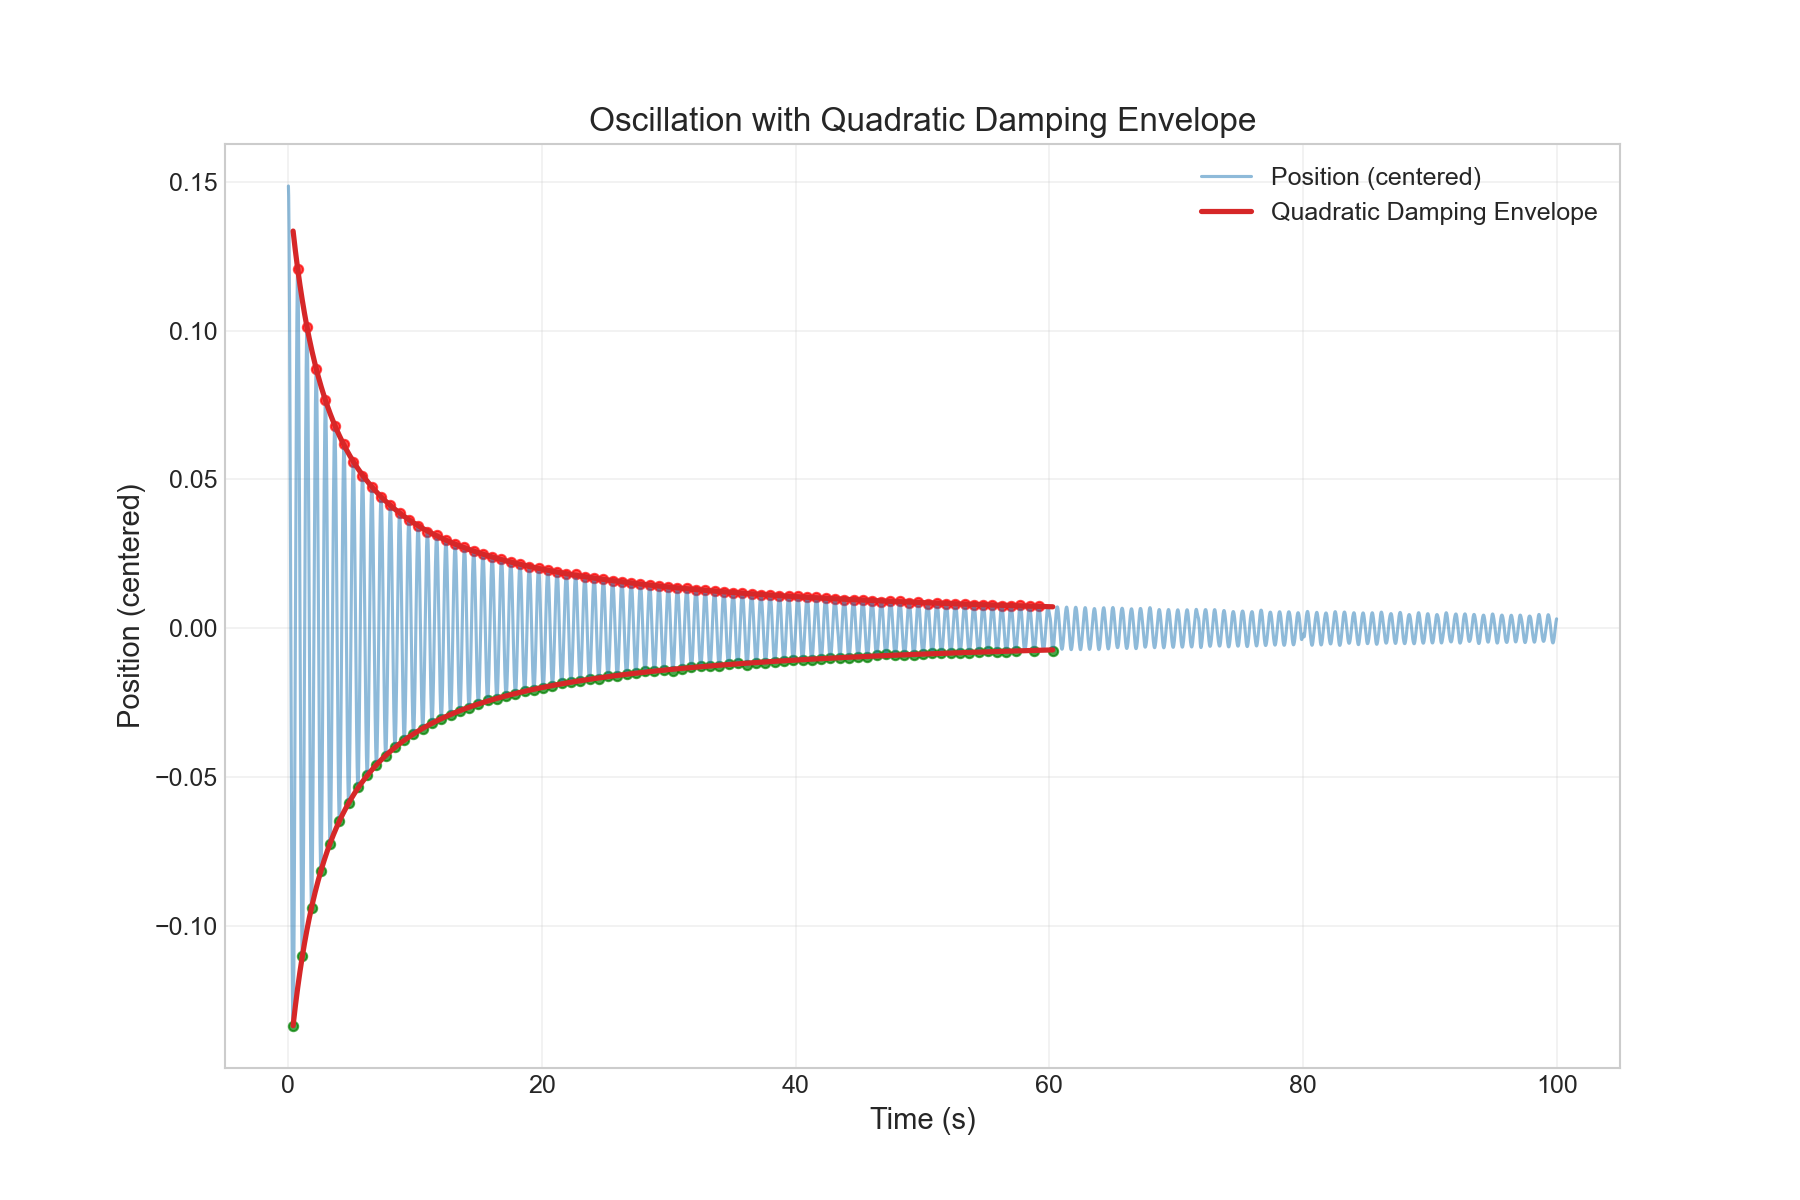 Oscillation with Quadratic Damping Envelope
Position (centered)
Quadratic Damping Envelope
0.15
0.10
0.05
0.00
−0.05
−0.10
Position (centered)
0
20
40
60
80
100
Time (s)